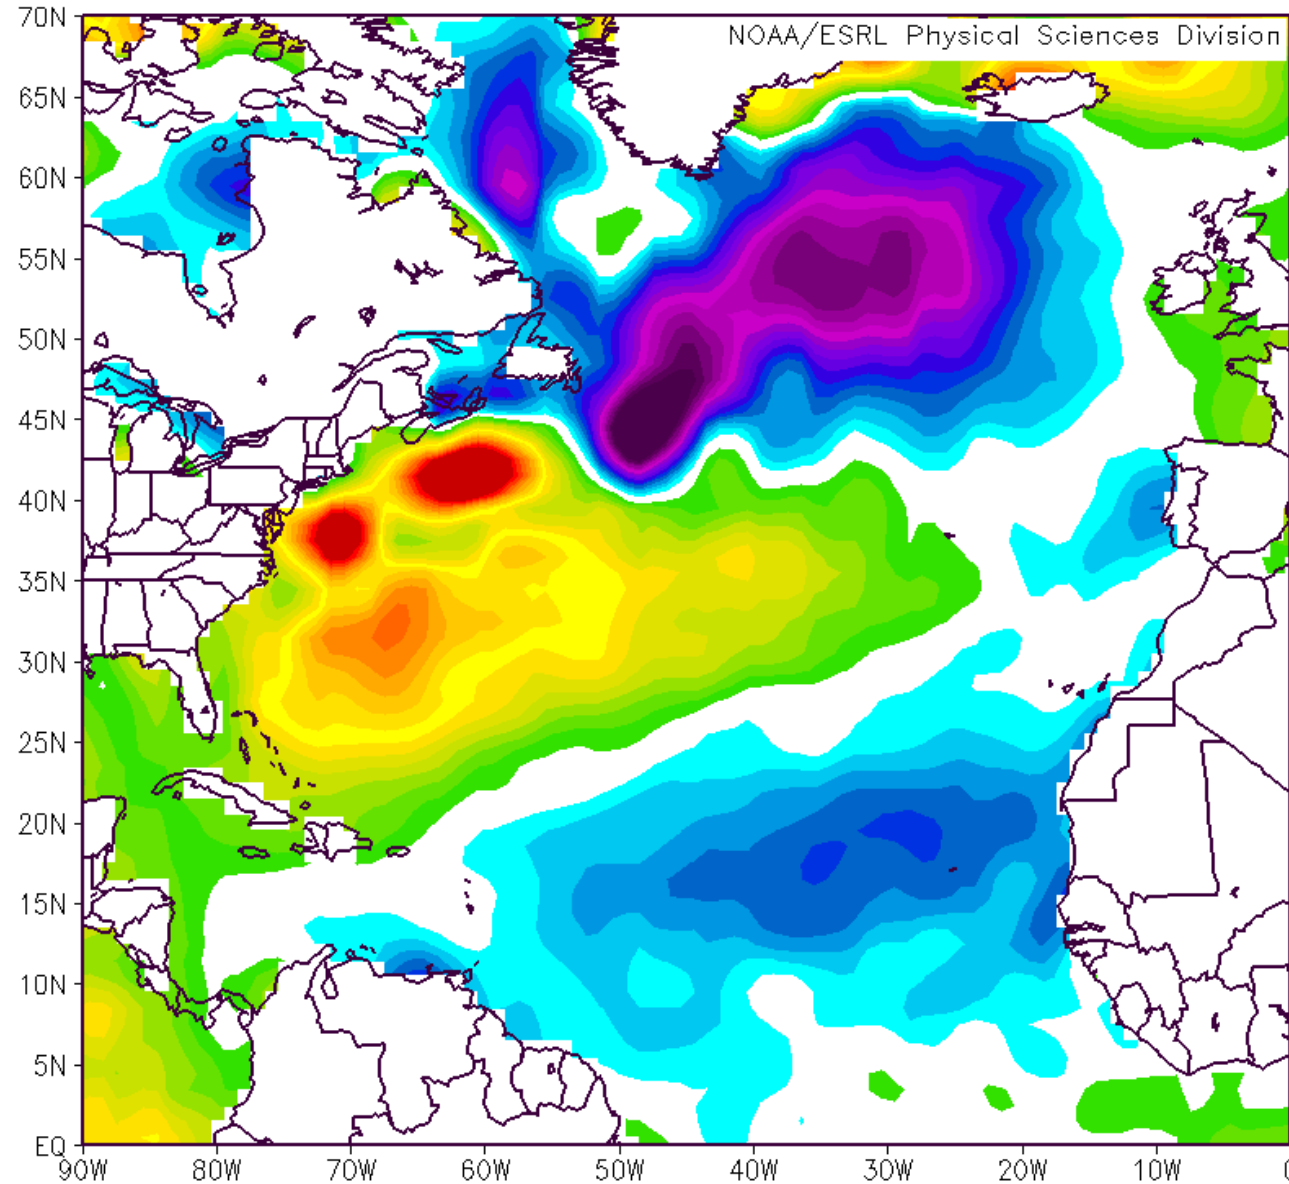 NOAA/ESRL Physical Sciences Division
70N
65N
60N
55N
50N
45N
40N
35N
30N
25N
20N
15N
10N
5N
EQ
90W 80W 70W 60W 50W 40W 30W 20W 10W 0